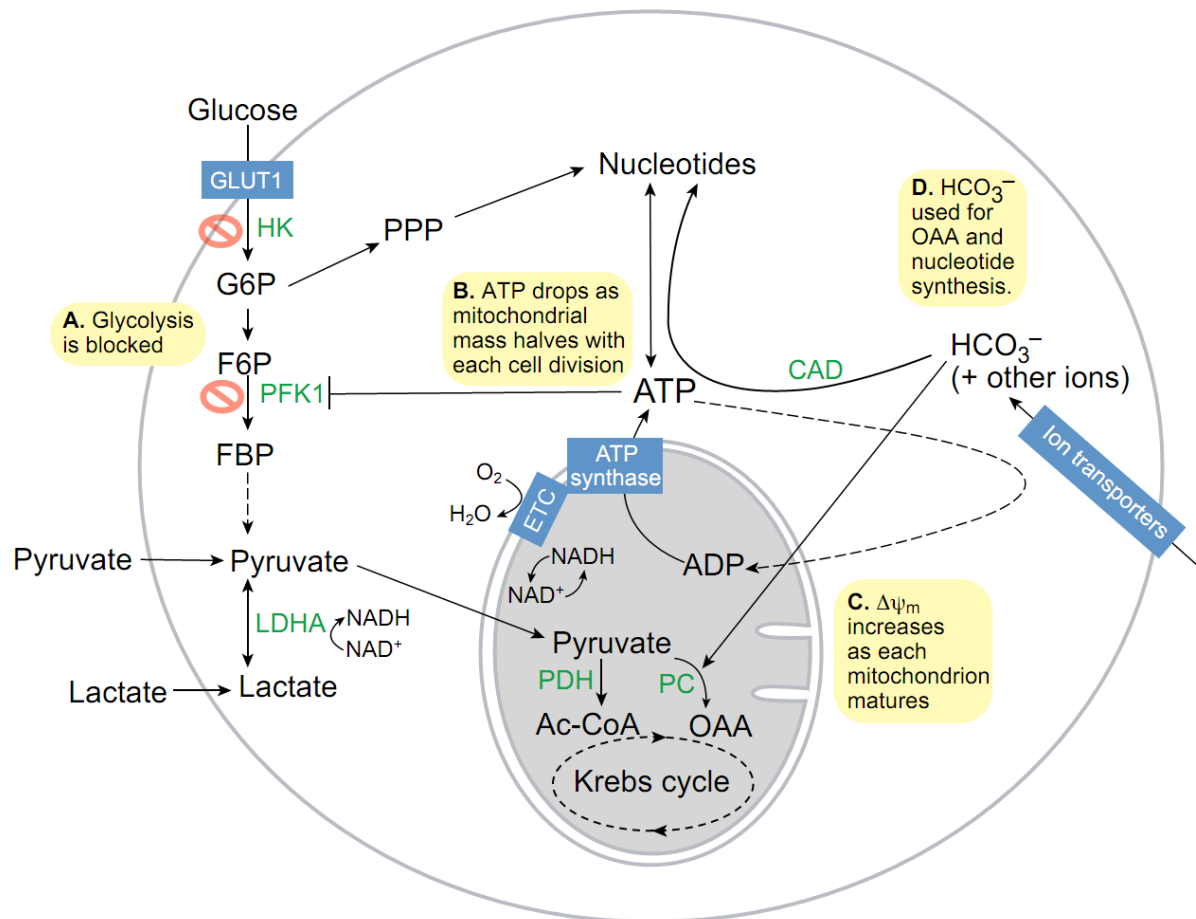 Glucose
GLUT1
HK
G6P
PPP
Nucleotides
A. Glycolysis
is blocked
F6P
PFK1
FBP
B. ATP drops as
mitochondrial
mass halves with
each cell division
ATP
CAD
D. HCO₃⁻
used for
OAA and
nucleotide
synthesis.
HCO₃⁻
(+ other ions)
Ion transporters
ATP
synthase
O₂
H₂O
ETC
NADH
NAD⁺
ADP
Pyruvate
Pyruvate
LDHA
NADH
NAD⁺
Lactate
Lactate
Pyruvate
PDH
PC
Ac-CoA
OAA
Krebs cycle
C. Δψₘ
increases
as each
mitochondrion
matures